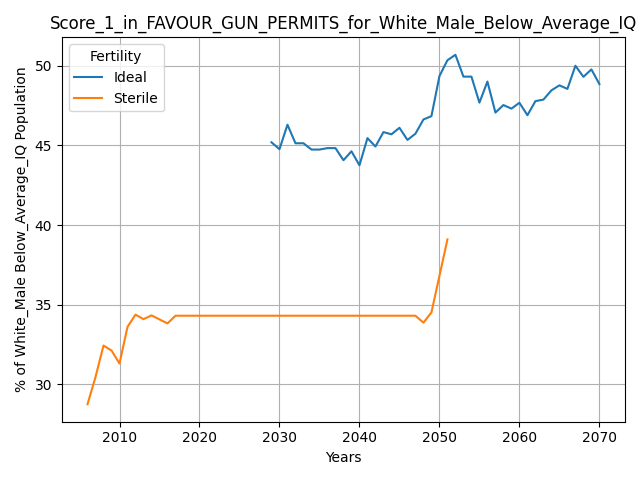 Score_1_in_FAVOUR_GUN_PERMITS_for_White_Male_Below_Average_IQ
Fertility
Ideal
Sterile
% of White_Male Below_Average_IQ Population
50
45
40
35
30
2010 2020 2030 2040 2050 2060 2070
Years